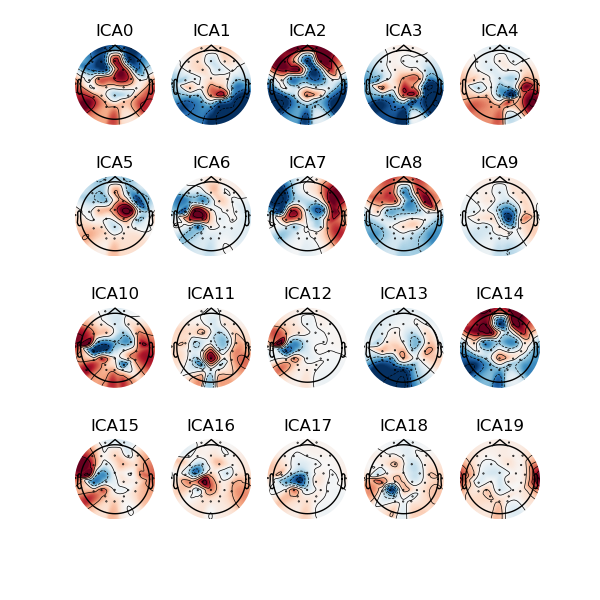 ICA0 ICA1 ICA2 ICA3 ICA4
ICA5 ICA6 ICA7 ICA8 ICA9
ICA10 ICA11 ICA12 ICA13 ICA14
ICA15 ICA16 ICA17 ICA18 ICA19